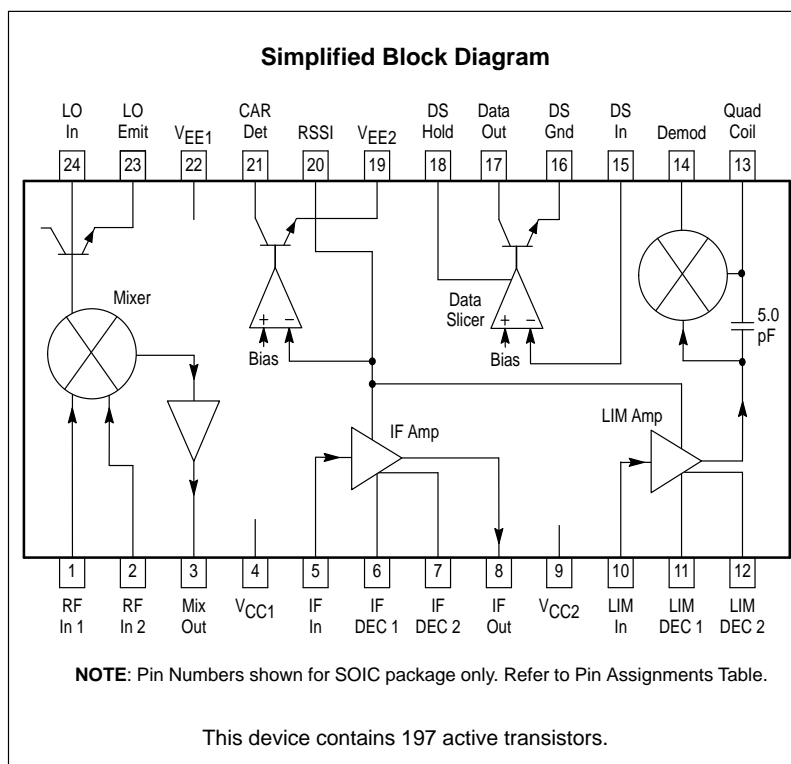 Simplified Block Diagram
LO In
LO Emit
VEE1
CAR Det
RSSI
VEE2
DS Hold
Data Out
DS Gnd
DS In
Demod
Quad Coil
24
23
22
21
20
19
18
17
16
15
14
13
Mixer
Data Slicer
5.0 pF
+
–
Bias
+
–
Bias
IF Amp
LIM Amp
1
2
3
4
5
6
7
8
9
10
11
12
RF In 1
RF In 2
Mix Out
VCC1
IF In
IF DEC 1
IF DEC 2
IF Out
VCC2
LIM In
LIM DEC 1
LIM DEC 2
NOTE: Pin Numbers shown for SOIC package only. Refer to Pin Assignments Table.
This device contains 197 active transistors.